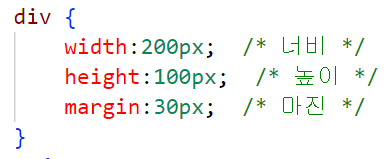 div {
    width:200px;  /* 너비 */
    height:100px;  /* 높이 */
    margin:30px;  /* 마진 */
}